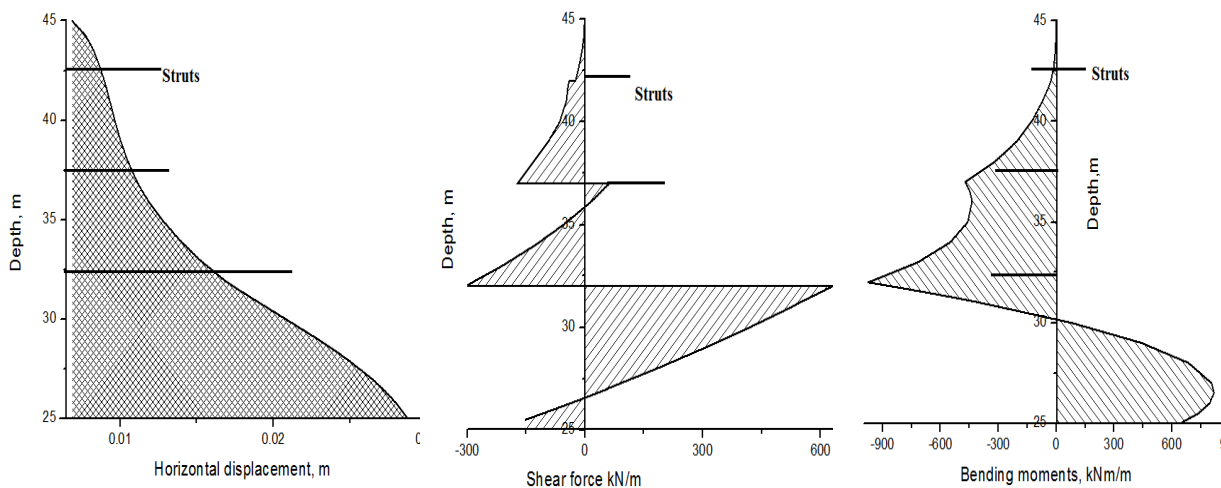 45
Struts
40
35
30
25
Depth, m
0.01 0.02 0
Horizontal displacement, m
45
Struts
40
35
30
25
Depth, m
-300 0 300 600
Shear force kN/m
45
Struts
40
35
30
25
Depth,m
-900 -600 -300 0 300 600
Bending moments, kNm/m